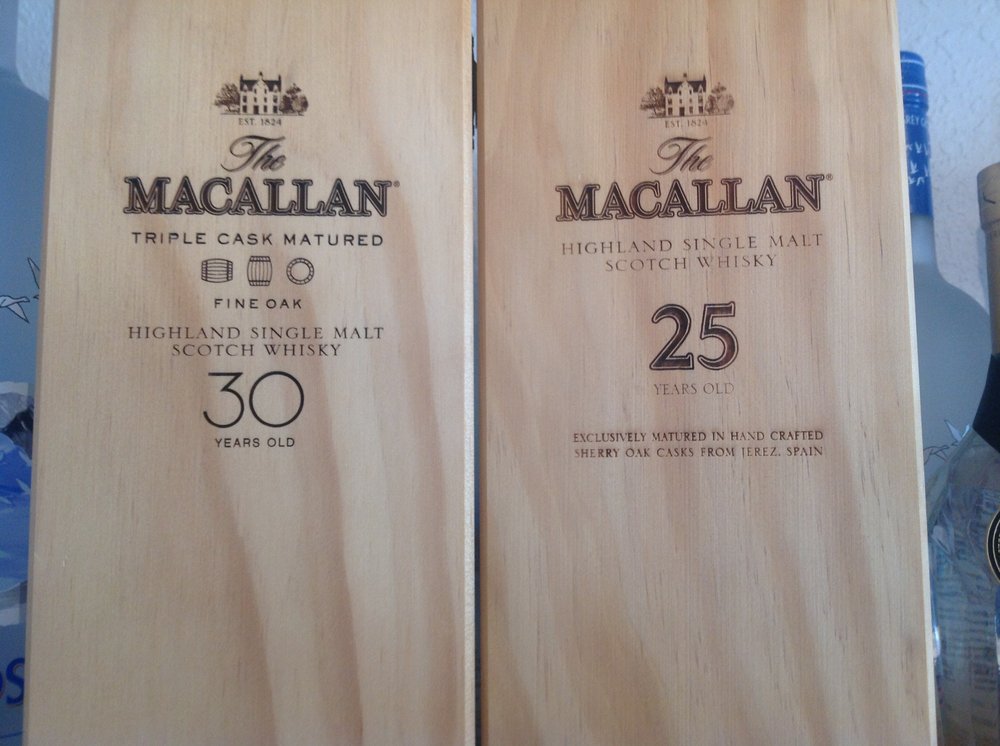 EST. 1824
The
MACALLAN®
TRIPLE CASK MATURED
FINE OAK
HIGHLAND SINGLE MALT
SCOTCH WHISKY
30
YEARS OLD
EST. 1824
The
MACALLAN®
HIGHLAND SINGLE MALT
SCOTCH WHISKY
25
YEARS OLD
EXCLUSIVELY MATURED IN HAND CRAFTED
SHERRY OAK CASKS FROM JEREZ, SPAIN